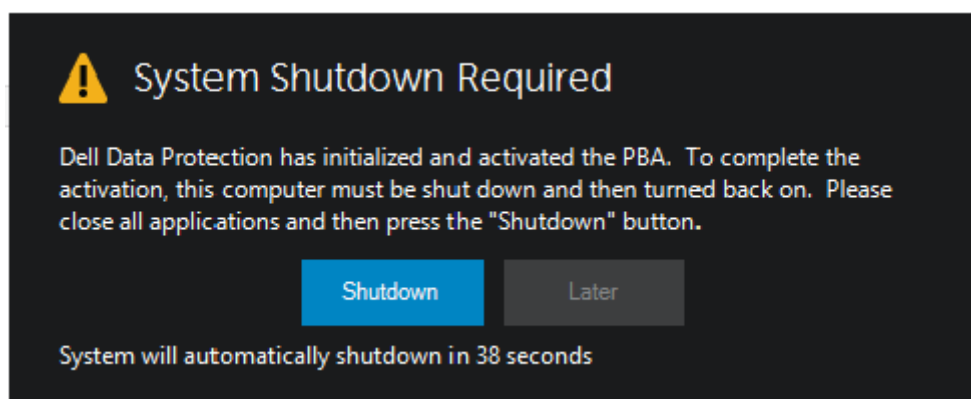 System Shutdown Required
Dell Data Protection has initialized and activated the PBA.  To complete the
activation, this computer must be shut down and then turned back on.  Please
close all applications and then press the "Shutdown" button.
Shutdown
Later
System will automatically shutdown in 38 seconds